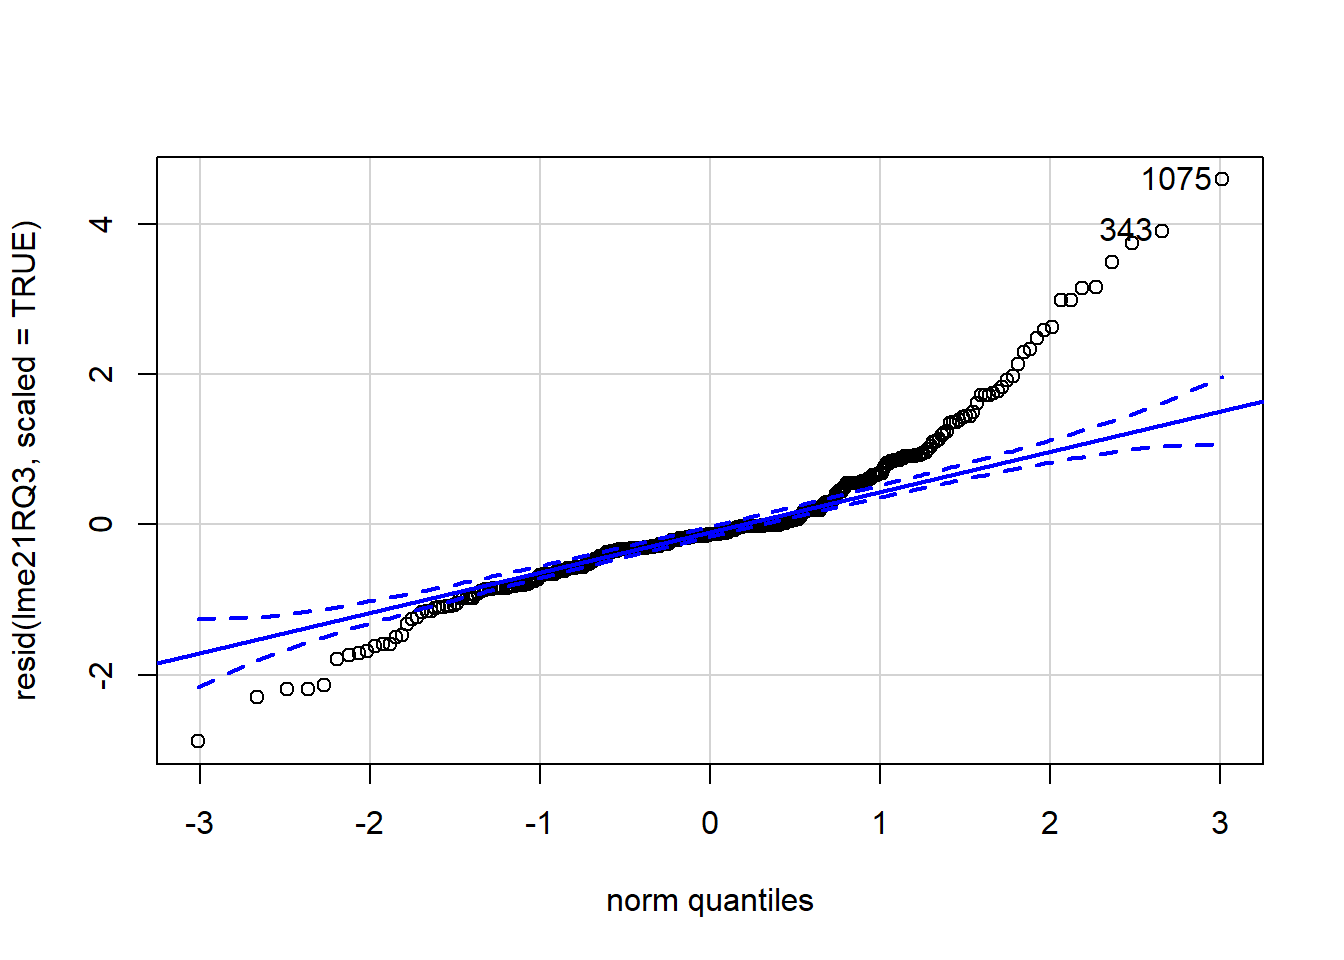 1075
343
4
2
0
-2
resid(lme21RQ3, scaled = TRUE)
-3 -2 -1 0 1 2 3
norm quantiles